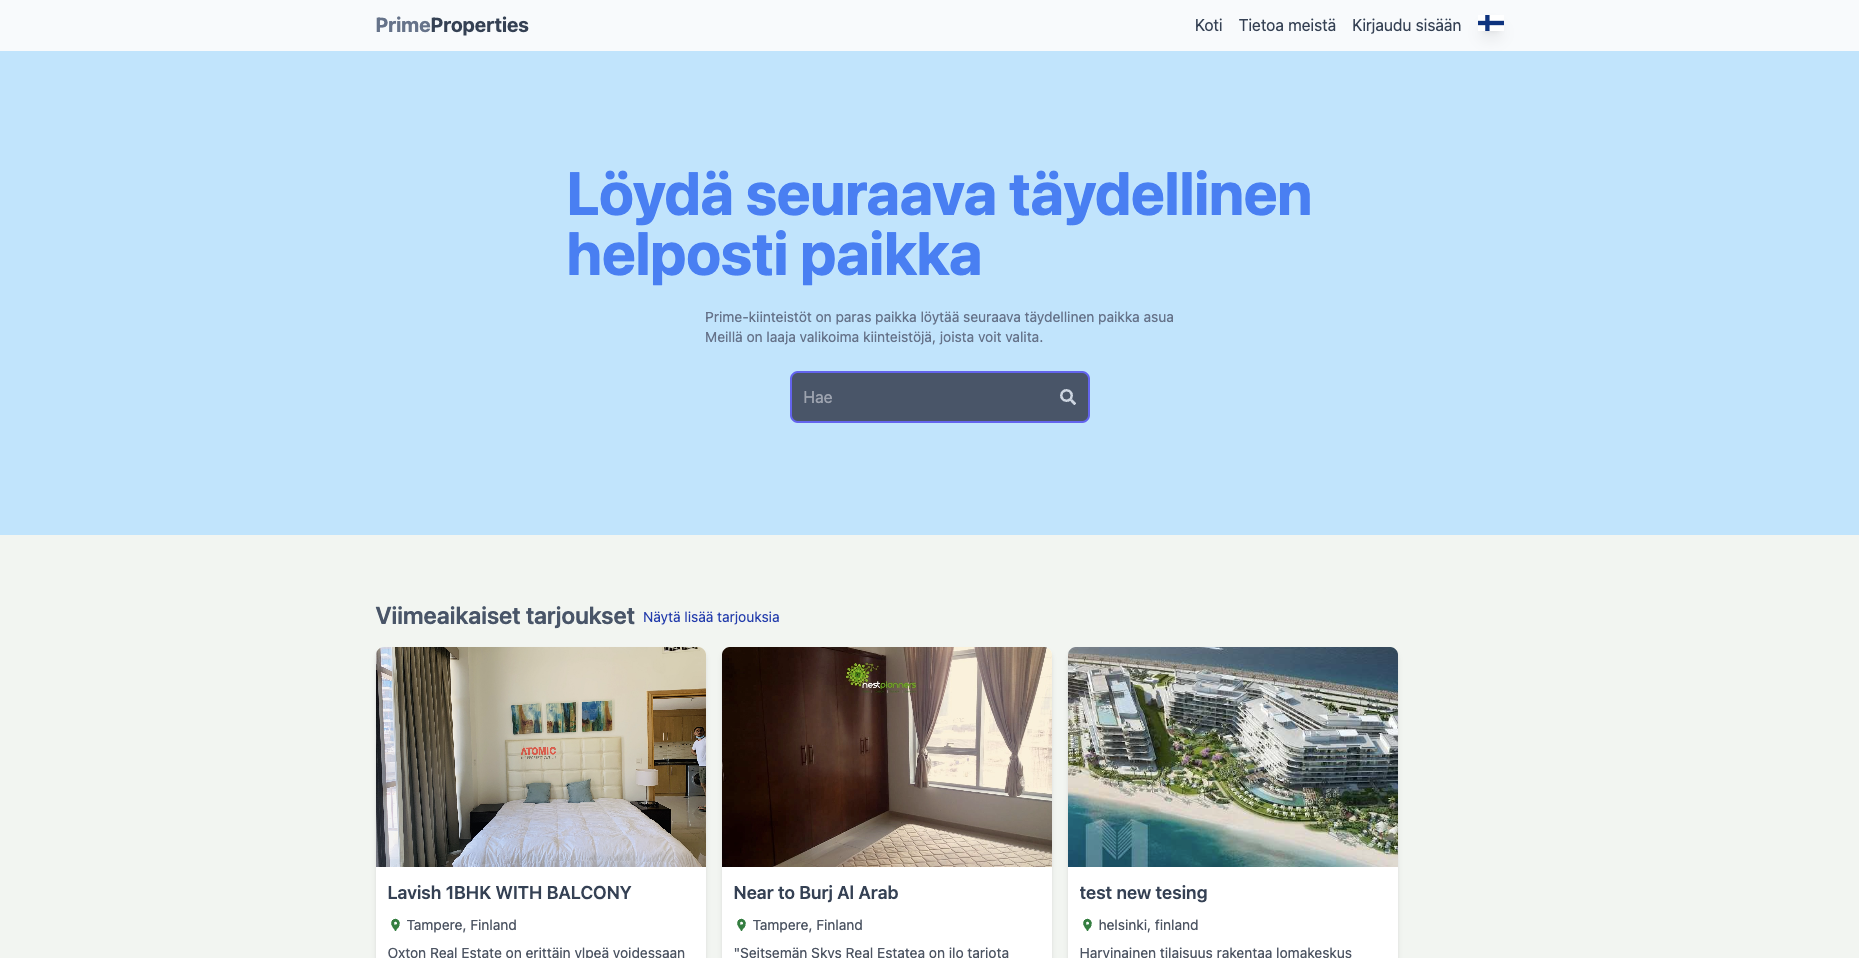 PrimeProperties
Koti Tietoa meistä Kirjaudu sisään
Löydä seuraava täydellinen
helposti paikka
Prime-kiinteistöt on paras paikka löytää seuraava täydellinen paikka asua
Meillä on laaja valikoima kiinteistöjä, joista voit valita.
Hae
Viimeaikaiset tarjoukset Näytä lisää tarjouksia
ATOMIC
nestplanners
Lavish 1BHK WITH BALCONY
Tampere, Finland
Oxton Real Estate on erittäin ylpeä voidessaan
Near to Burj Al Arab
Tampere, Finland
"Seitsemän Skys Real Estatea on ilo tarjota
test new tesing
helsinki, finland
Harvinainen tilaisuus rakentaa lomakeskus